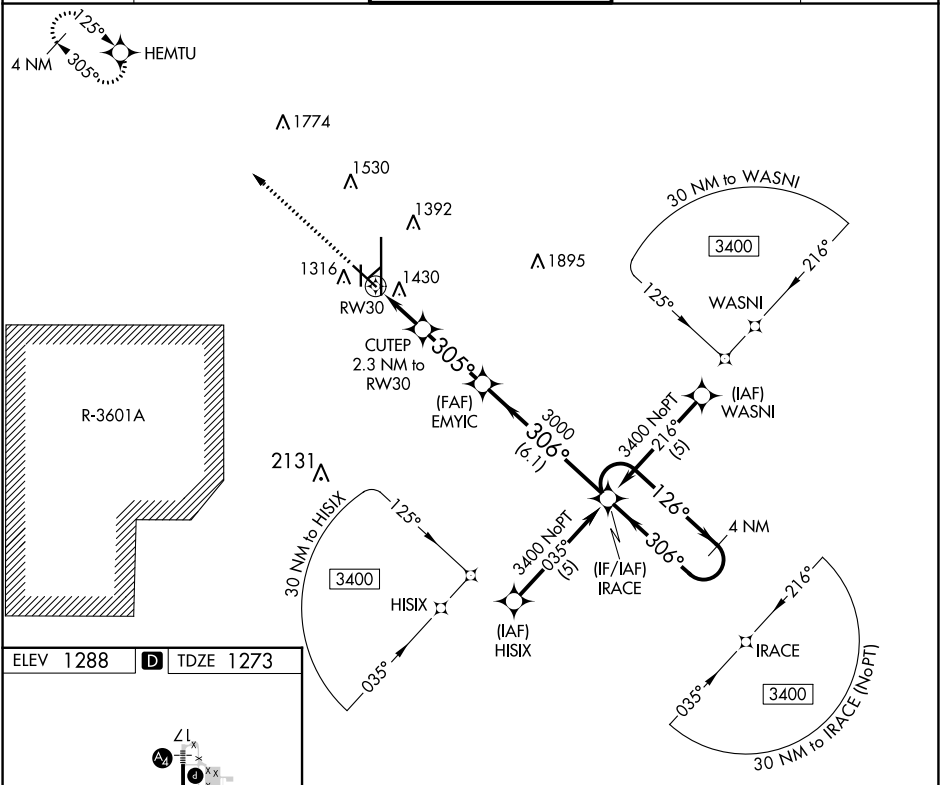 125°
HEMTU
4 NM
305°
1774
1530
1392
1316
1430
1895
RW30
CUTEP
2.3 NM to
RW30
305°
(FAF)
EMYIC
3000
306°
(6.1)
30 NM to WASNI
3400
216°
125°
WASNI
(IAF)
WASNI
3400 NoPT
216°
(5)
R-3601A
2131
126°
4 NM
306°
(IF/IAF)
IRACE
3400 NoPT
035°
(5)
(IAF)
HISIX
30 NM to HISIX
125°
3400
HISIX
035°
216°
IRACE
035°
3400
30 NM to IRACE (NoPT)
ELEV 1288 D TDZE 1273
17
A4
P
x
x
x
x
x